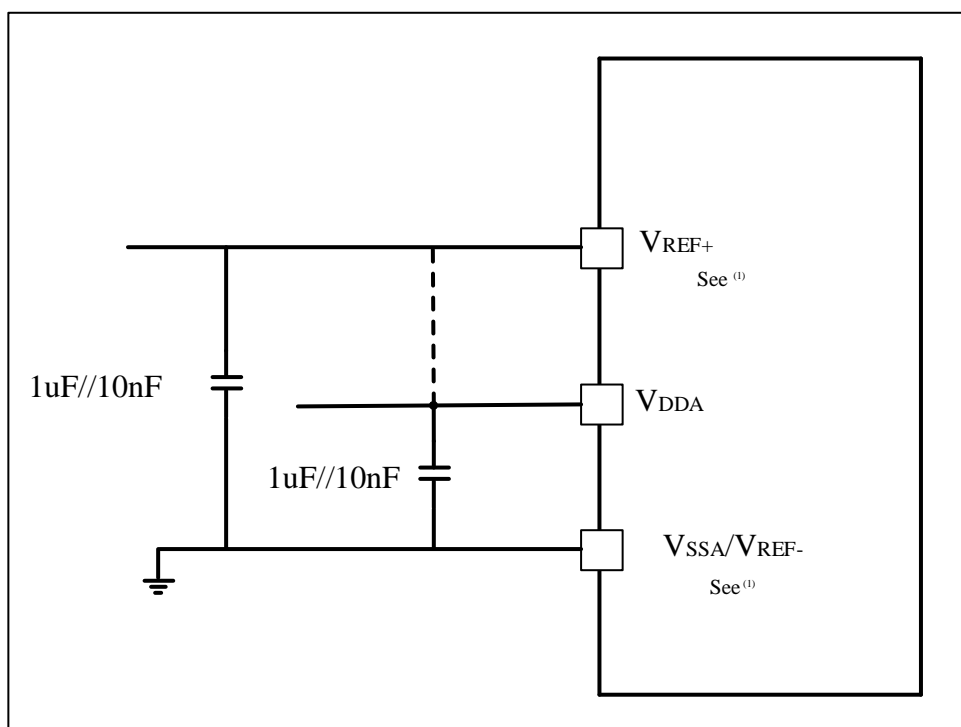 VREF+
See (1)
1uF//10nF
VDDA
1uF//10nF
VSSA/VREF-
See (1)